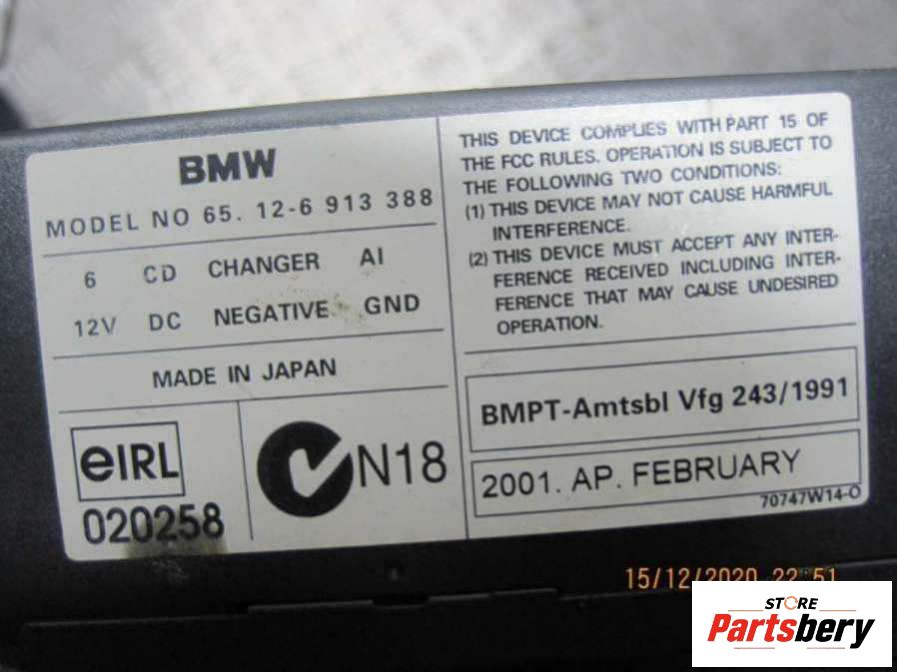 BMW
MODEL NO 65. 12-6 913 388
6 CD CHANGER AI
12V DC NEGATIVE GND
MADE IN JAPAN
eIRL
020258
N18
THIS DEVICE COMPLIES WITH PART 15 OF
THE FCC RULES. OPERATION IS SUBJECT TO
THE FOLLOWING TWO CONDITIONS:
(1) THIS DEVICE MAY NOT CAUSE HARMFUL
INTERFERENCE.
(2) THIS DEVICE MUST ACCEPT ANY INTER-
FERENCE RECEIVED INCLUDING INTER-
FERENCE THAT MAY CAUSE UNDESIRED
OPERATION.
BMPT-Amtsbl Vfg 243/1991
2001. AP. FEBRUARY
70747W14-O
15/12/2020 22:51
STORE
Partsbery